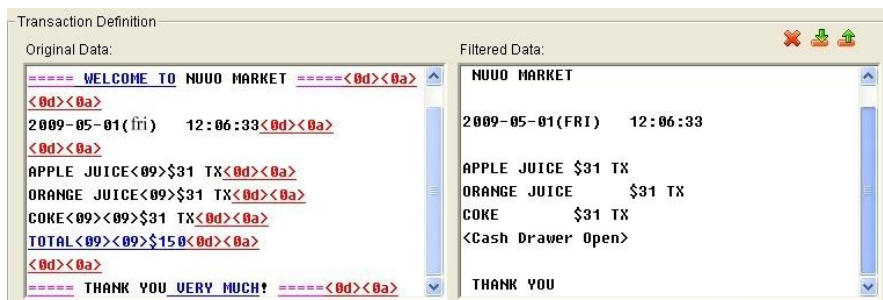 Transaction Definition
Original Data:
===== WELCOME TO NUUO MARKET =====<0d><0a>
<0d><0a>
2009-05-01(fri) 12:06:33<0d><0a>
<0d><0a>
APPLE JUICE<09>$31 TX<0d><0a>
ORANGE JUICE<09>$31 TX<0d><0a>
COKE<09><09>$31 TX<0d><0a>
TOTAL<09><09>$150<0d><0a>
<0d><0a>
===== THANK YOU VERY MUCH! =====<0d><0a>
Filtered Data:
NUUO MARKET
2009-05-01(FRI) 12:06:33
APPLE JUICE $31 TX
ORANGE JUICE $31 TX
COKE $31 TX
<Cash Drawer Open>
THANK YOU